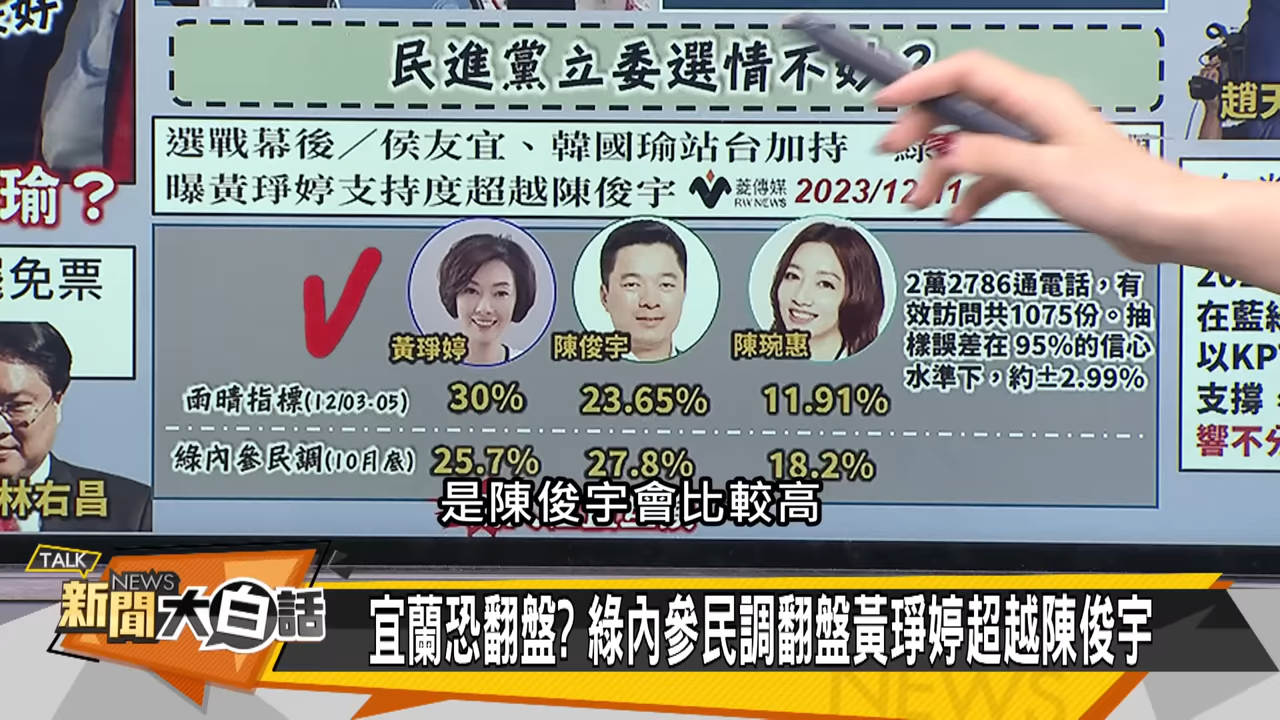 民進黨立委選情不妙？
選戰幕後／侯友宜、韓國瑜站台加持
曝黃琤婷支持度超越陳俊宇 菱傳媒 RW NEWS 2023/12/11
瑜？
免票
林右昌
黃琤婷 陳俊宇 陳琬惠
雨晴指標(12/03-05) 30% 23.65% 11.91%
綠內參民調(10月底) 25.7% 27.8% 18.2%
2萬2786通電話，有
效訪問共1075份。抽
樣誤差在 95%的信心
水準下，約±2.99%
趙天
在藍
以KP
支撐
響不分
是陳俊宇會比較高
TALK
NEWS
新聞大白話
宜蘭恐翻盤？綠內參民調翻盤黃琤婷超越陳俊宇
NEWS